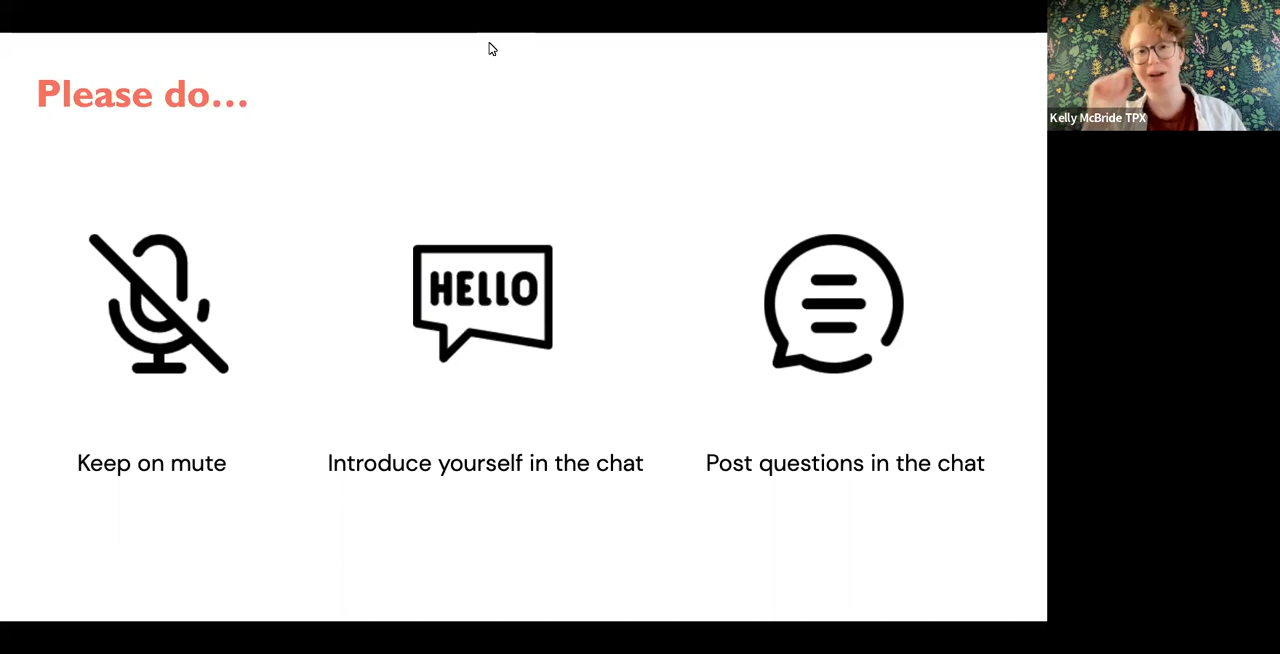 Please do...
Kelly McBride TPX
HELLO
Keep on mute
Introduce yourself in the chat
Post questions in the chat